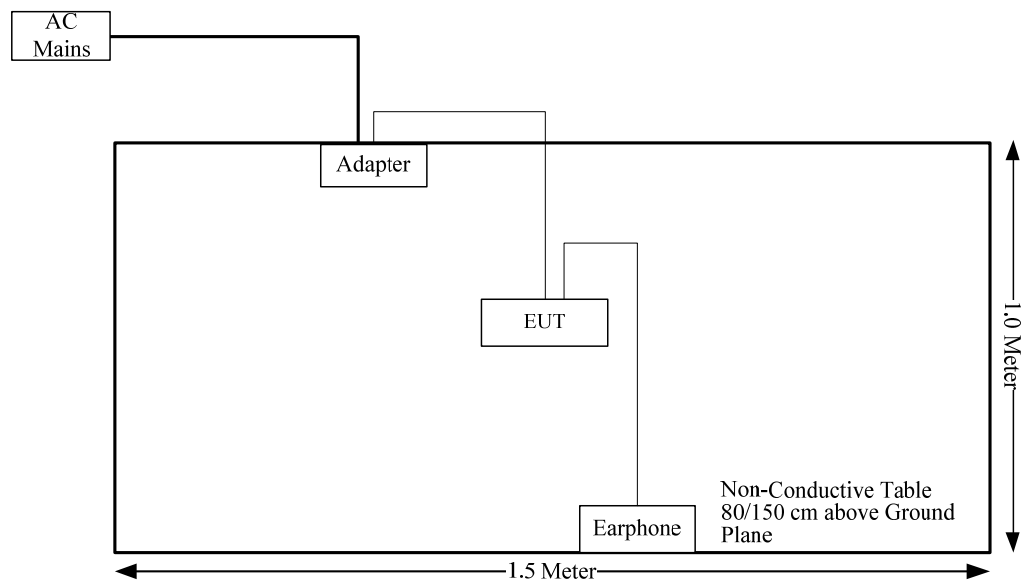 AC
Mains
Adapter
EUT
1.0 Meter
Earphone
Non-Conductive Table
80/150 cm above Ground
Plane
1.5 Meter